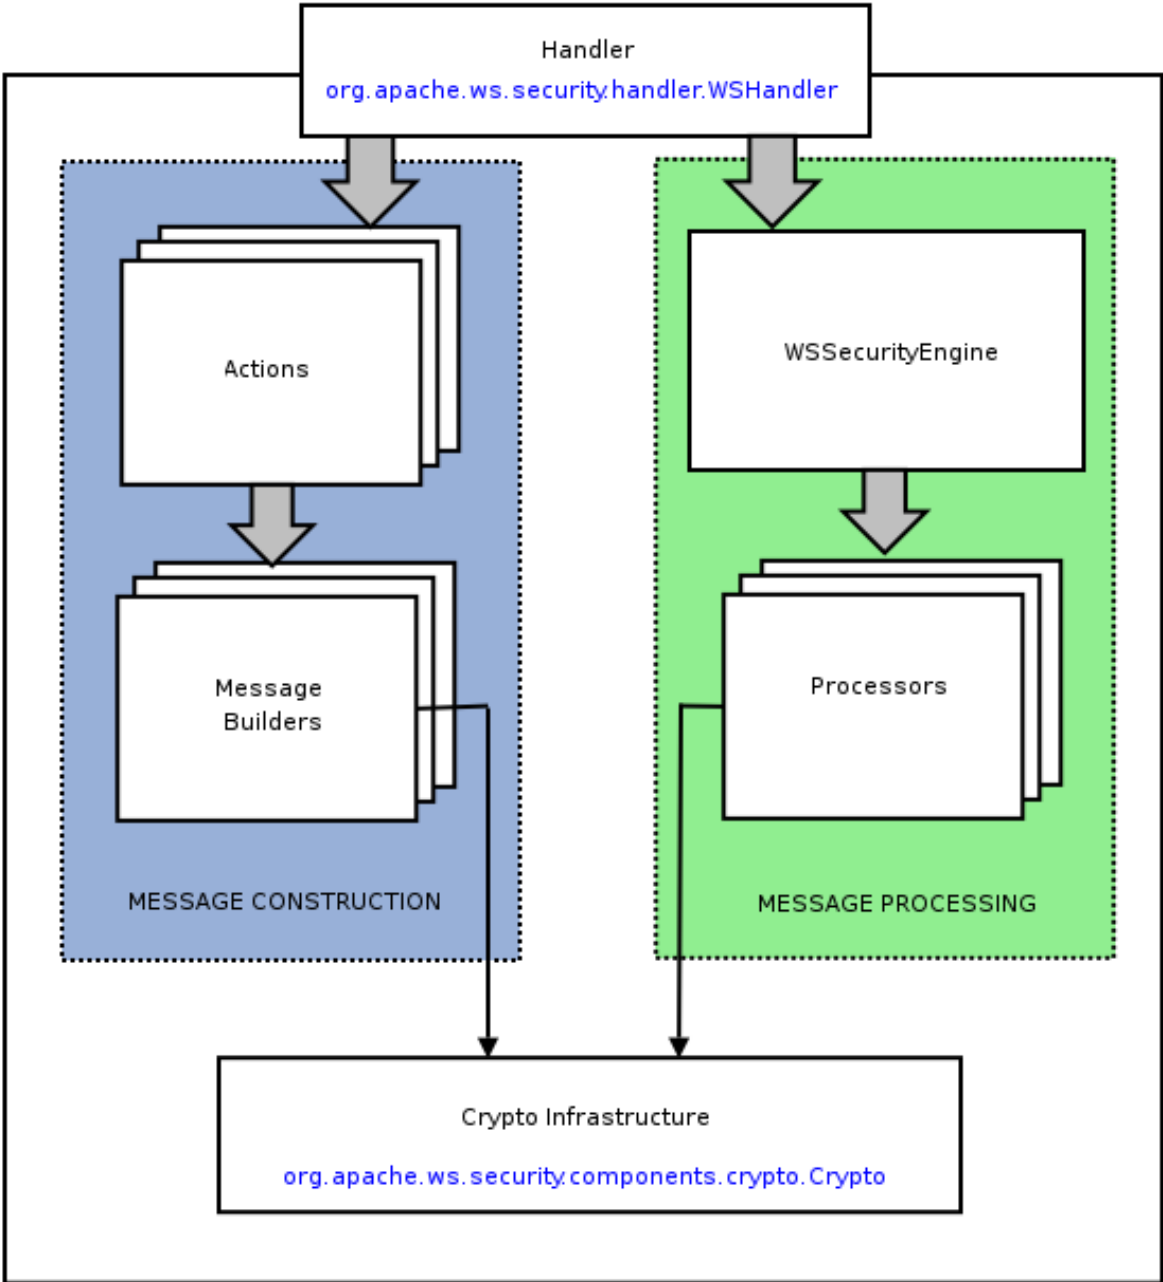 Handler
org.apache.ws.security.handler.WSHandler
Actions
Message
Builders
MESSAGE CONSTRUCTION
WSSecurityEngine
Processors
MESSAGE PROCESSING
Crypto Infrastructure
org.apache.ws.security.components.crypto.Crypto